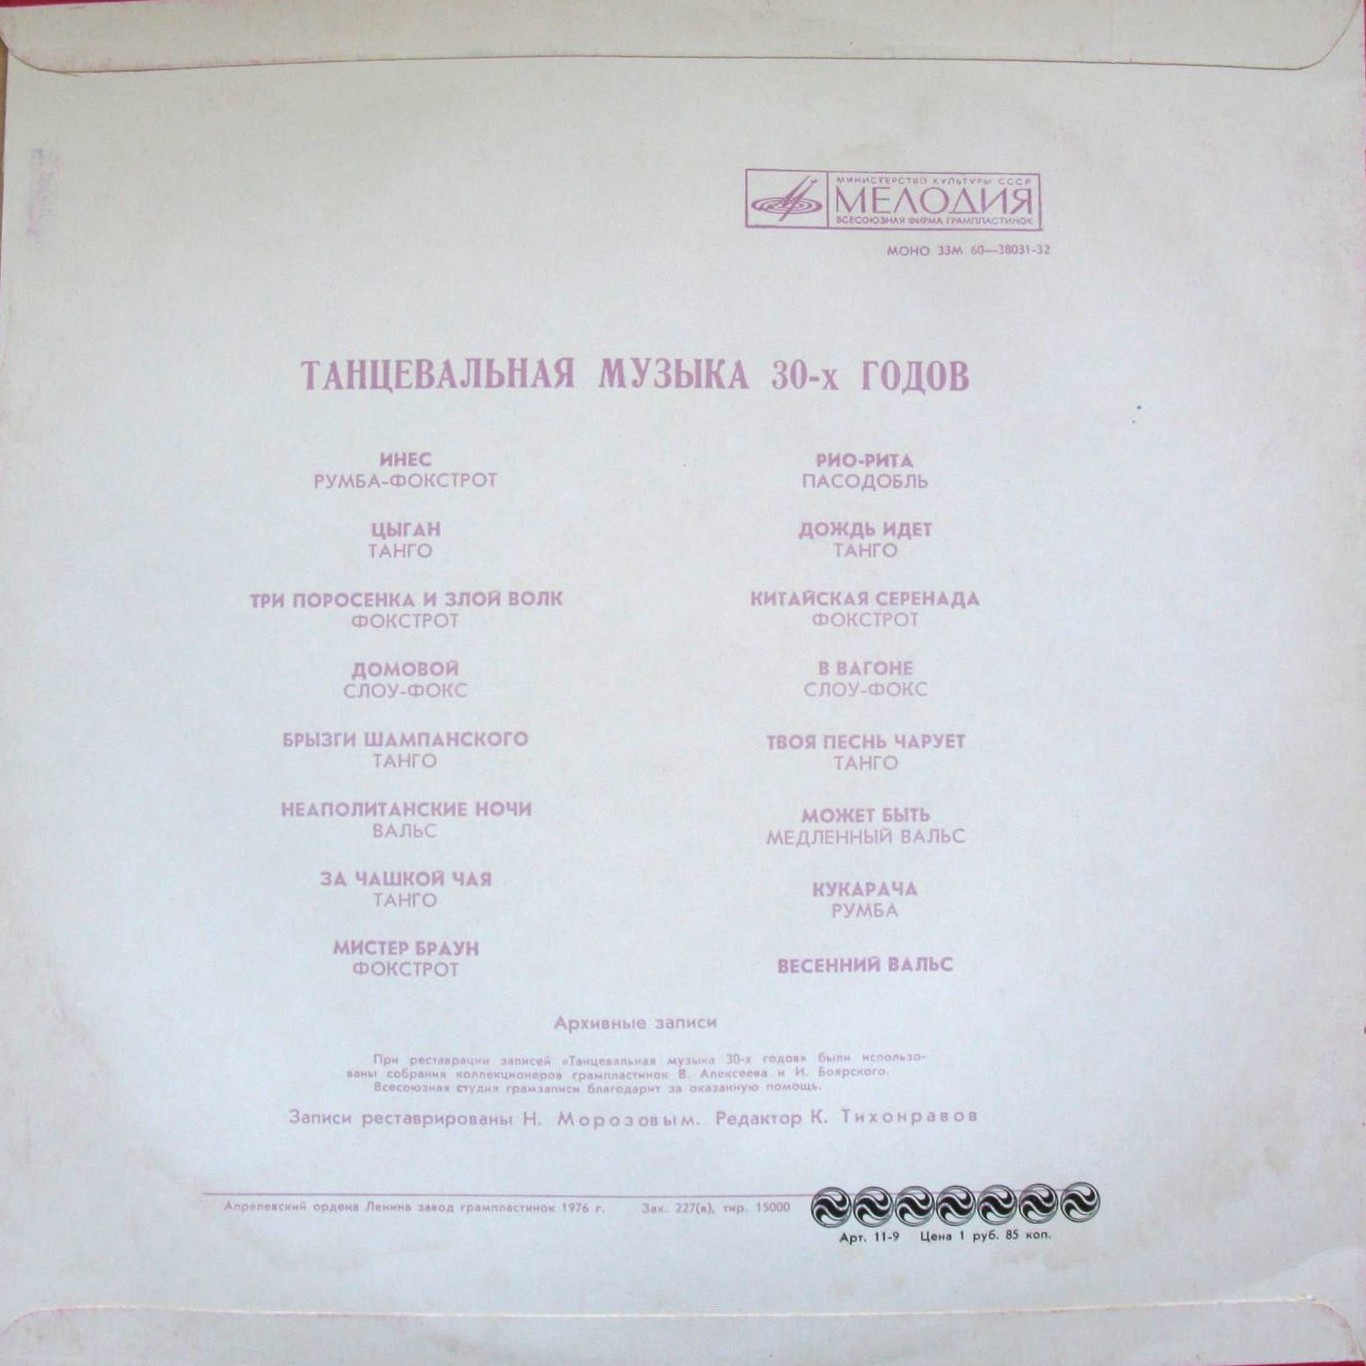 МИНИСТЕРСТВО КУЛЬТУРЫ СССР
МЕЛОДИЯ
ВСЕСОЮЗНАЯ ФИРМА ГРАМПЛАСТИНОК
МОНО 33М 60—38031-32
ТАНЦЕВАЛЬНАЯ МУЗЫКА 30-х ГОДОВ
ИНЕС
РУМБА-ФОКСТРОТ
ЦЫГАН
ТАНГО
ТРИ ПОРОСЕНКА И ЗЛОЙ ВОЛК
ФОКСТРОТ
ДОМОВОЙ
СЛОУ-ФОКС
БРЫЗГИ ШАМПАНСКОГО
ТАНГО
НЕАПОЛИТАНСКИЕ НОЧИ
ВАЛЬС
ЗА ЧАШКОЙ ЧАЯ
ТАНГО
МИСТЕР БРАУН
ФОКСТРОТ
РИО-РИТА
ПАСОДОБЛЬ
ДОЖДЬ ИДЕТ
ТАНГО
КИТАЙСКАЯ СЕРЕНАДА
ФОКСТРОТ
В ВАГОНЕ
СЛОУ-ФОКС
ТВОЯ ПЕСНЬ ЧАРУЕТ
ТАНГО
МОЖЕТ БЫТЬ
МЕДЛЕННЫЙ ВАЛЬС
КУКАРАЧА
РУМБА
ВЕСЕННИЙ ВАЛЬС
Архивные записи
При реставрации записей «Танцевальная музыка 30-х годов» были использо-
ваны собрания коллекционеров грампластинок В. Алексеева и И. Боярского.
Всесоюзная студия грамзаписи благодарит за оказанную помощь.
Записи реставрированы Н. Морозовым. Редактор К. Тихонравов
Апрелевский ордена Ленина завод грампластинок 1976 г. Зак. 227(в), тир. 15000
Арт. 11-9 Цена 1 руб. 85 коп.